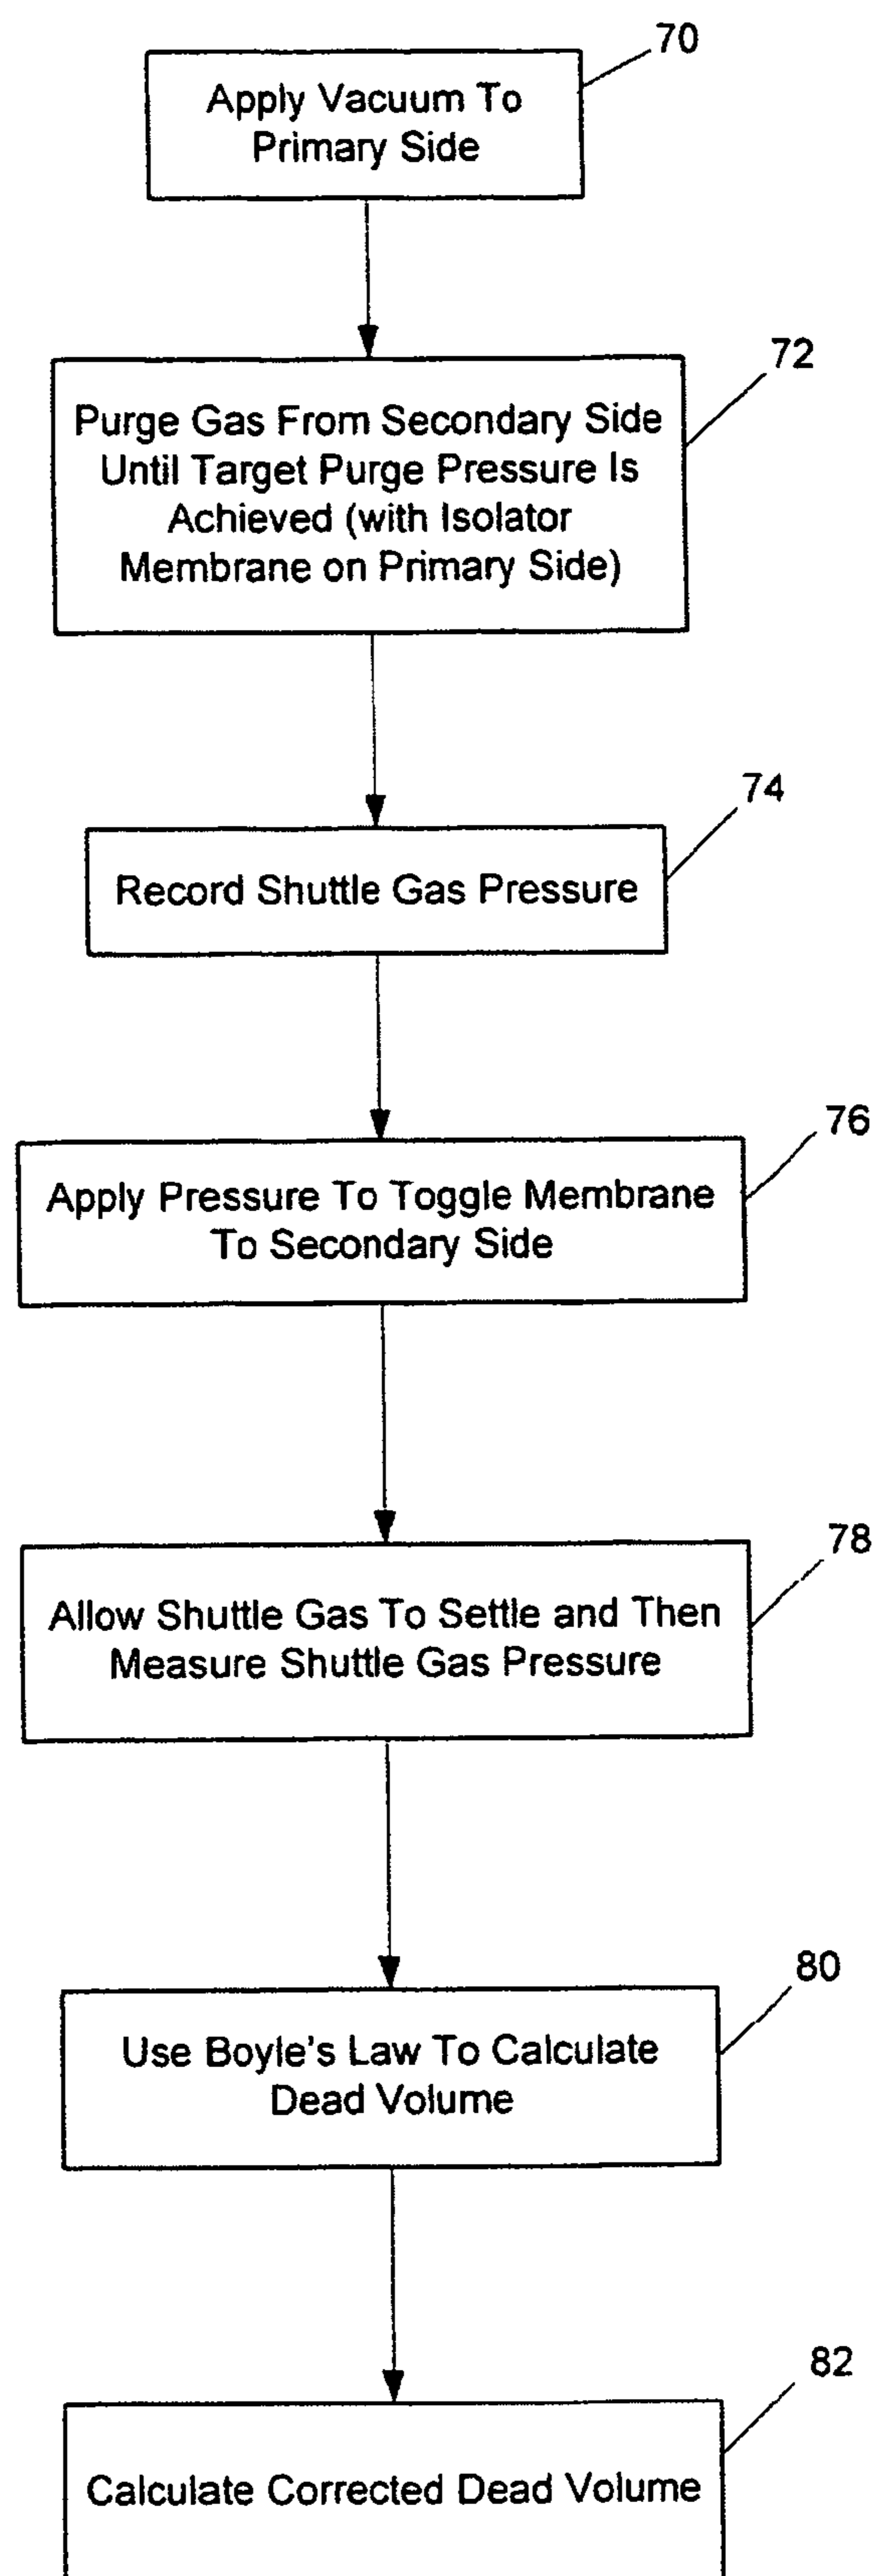 70
Apply Vacuum To
Primary Side
72
Purge Gas From Secondary Side
Until Target Purge Pressure Is
Achieved (with Isolator
Membrane on Primary Side)
74
Record Shuttle Gas Pressure
76
Apply Pressure To Toggle Membrane
To Secondary Side
78
Allow Shuttle Gas To Settle and Then
Measure Shuttle Gas Pressure
80
Use Boyle's Law To Calculate
Dead Volume
82
Calculate Corrected Dead Volume